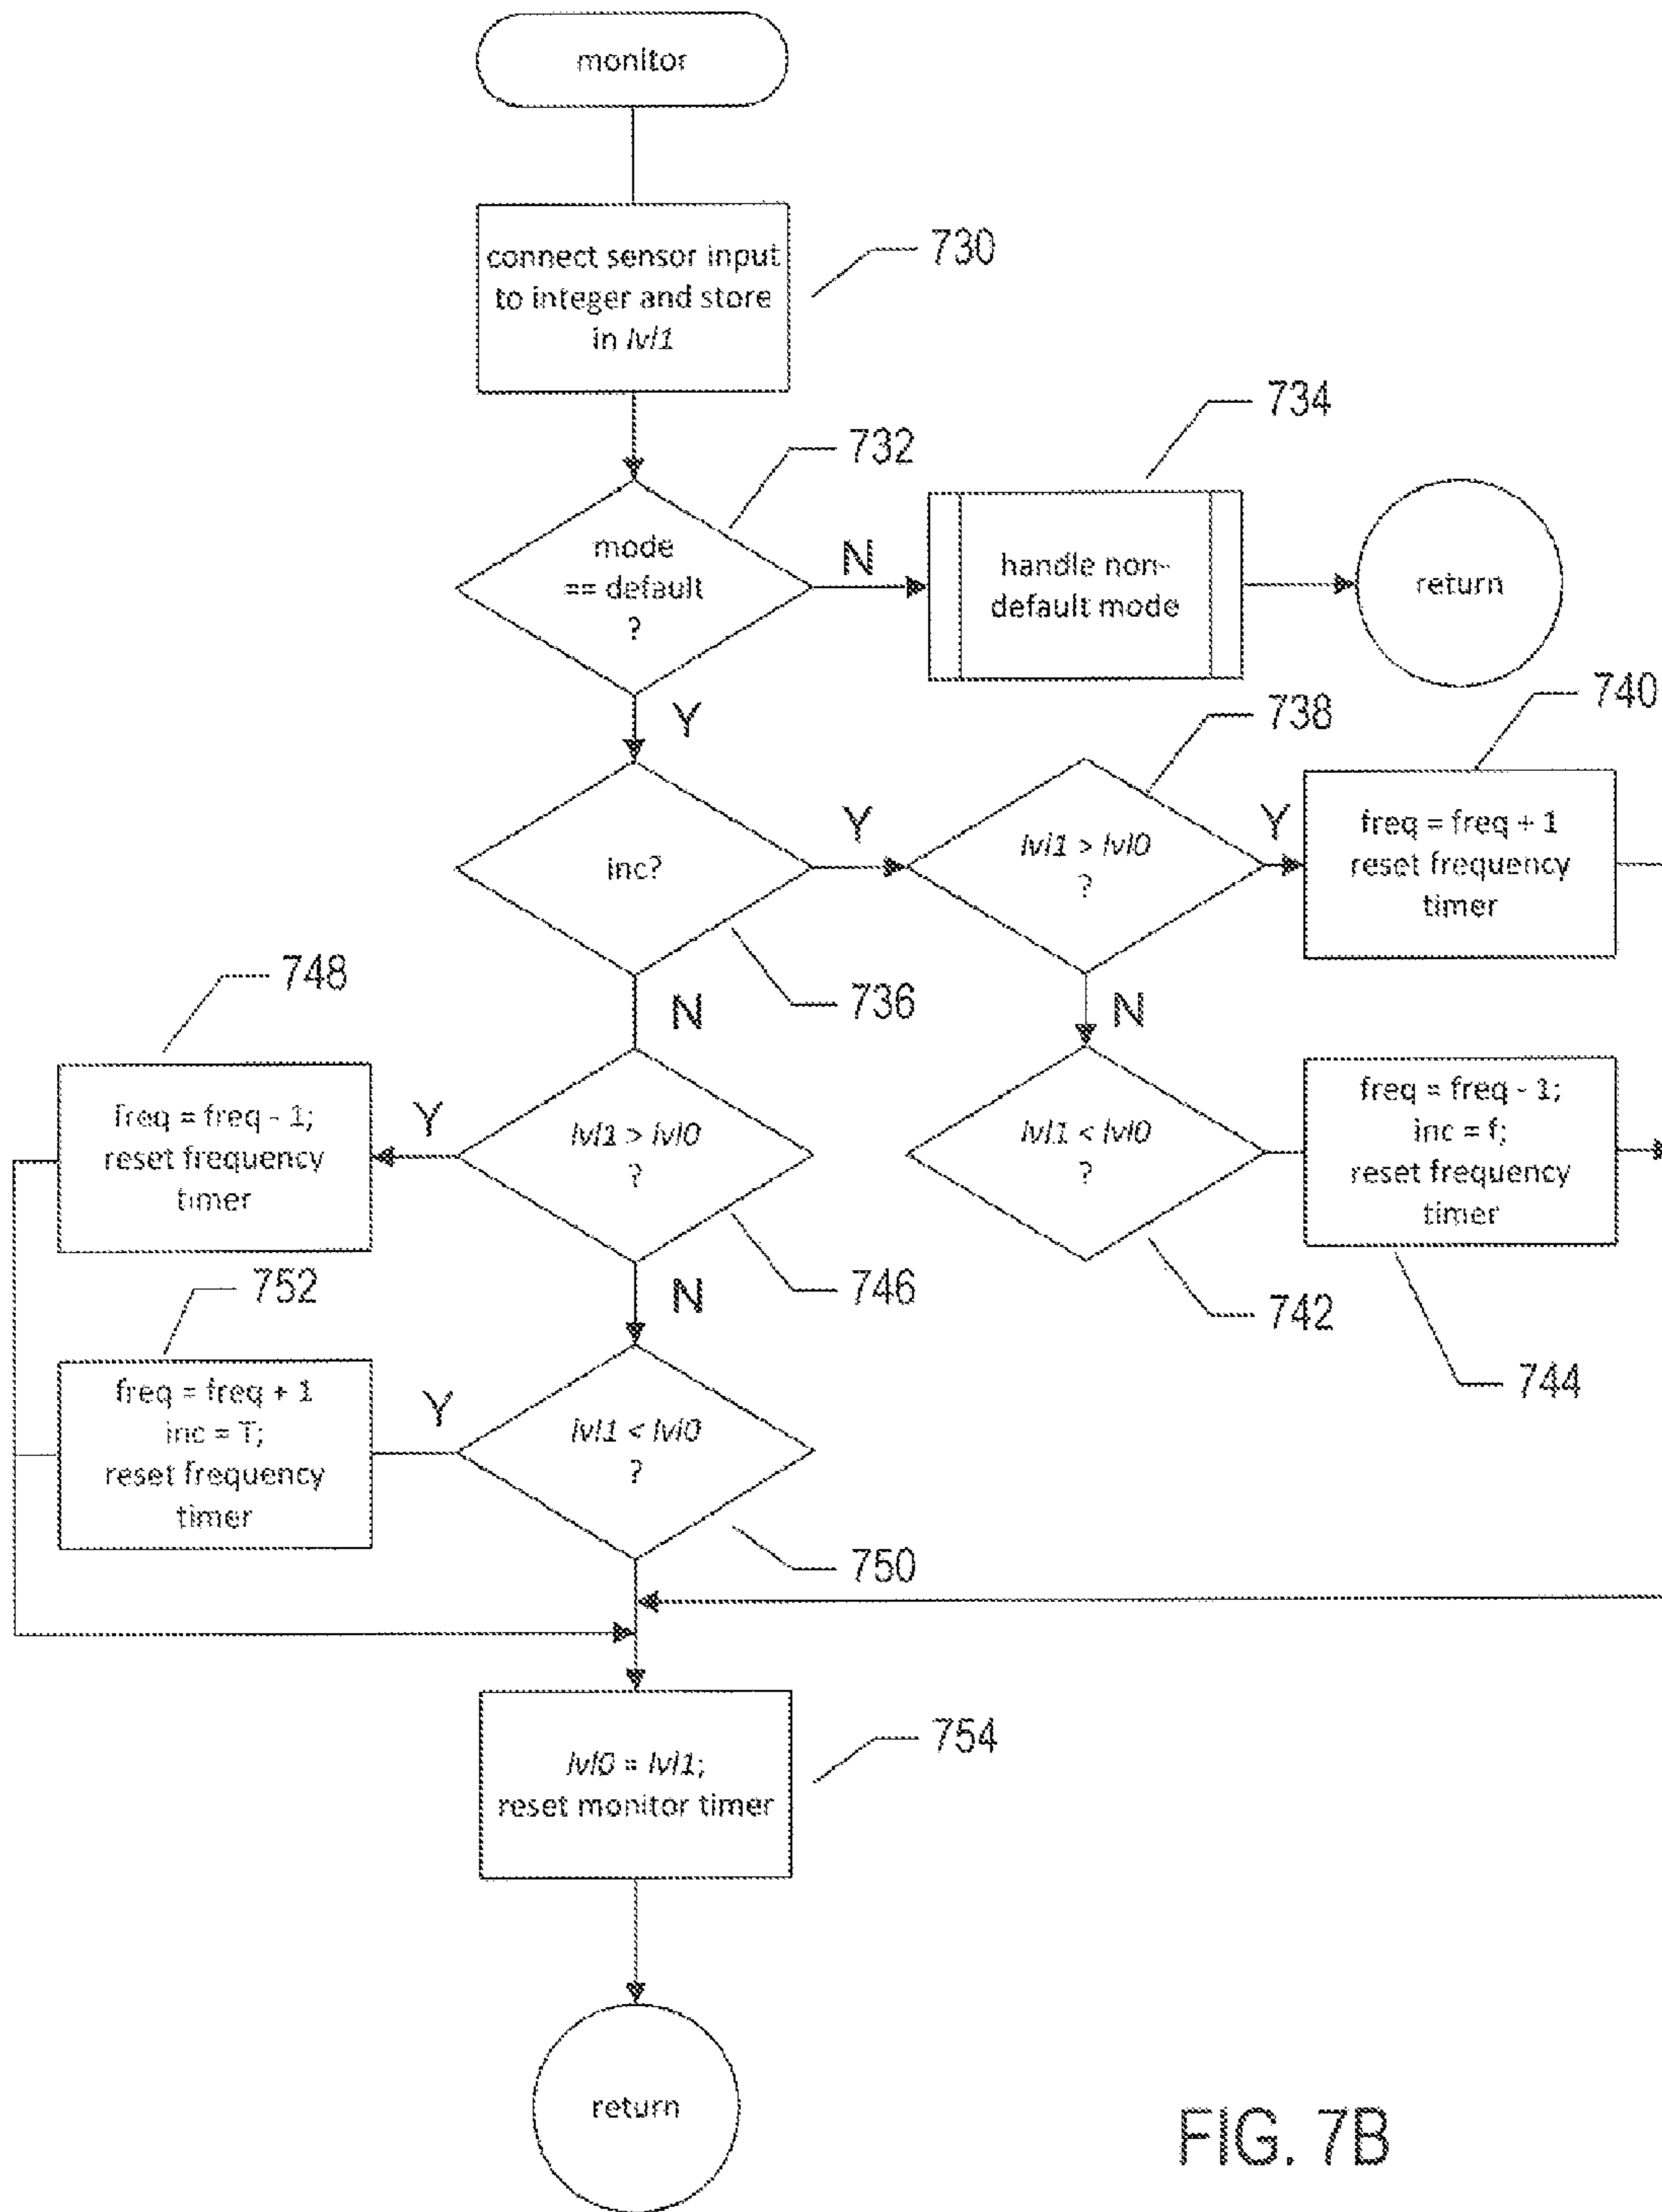 monitor
connect sensor input
to integer and store
in lvl1
730
734
732
mode
== default
?
N
handle non-
default mode
return
Y
738
740
inc?
Y
lvl1 > lvl0
?
Y
freq = freq + 1
reset frequency
timer
748
736
N
N
freq = freq - 1;
reset frequency
timer
Y
lvl1 > lvl0
?
lvl1 < lvl0
?
freq = freq - 1;
inc = f;
reset frequency
timer
752
746
742
N
744
freq = freq + 1
inc = T;
reset frequency
timer
Y
lvl1 < lvl0
?
750
lvl0 = lvl1;
reset monitor timer
754
return
FIG. 7B